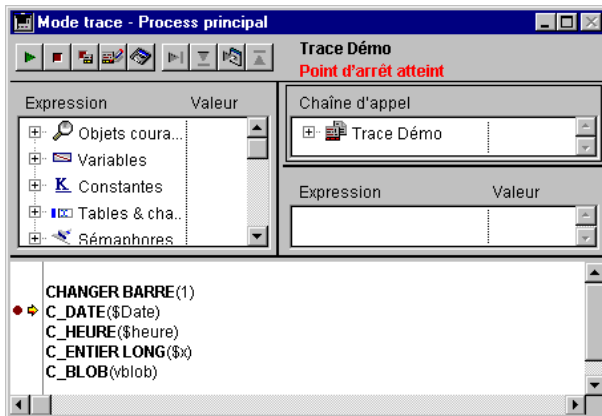 Mode trace - Process principal
Trace Démo
Point d'arrêt atteint
Expression Valeur
Objets coura...
Variables
K Constantes
Tables & cha..
Sémaphores
Chaîne d'appel
Trace Démo
Expression Valeur
CHANGER BARRE(1)
C_DATE($Date)
C_HEURE($heure)
C_ENTIER LONG($x)
C_BLOB(vblob)